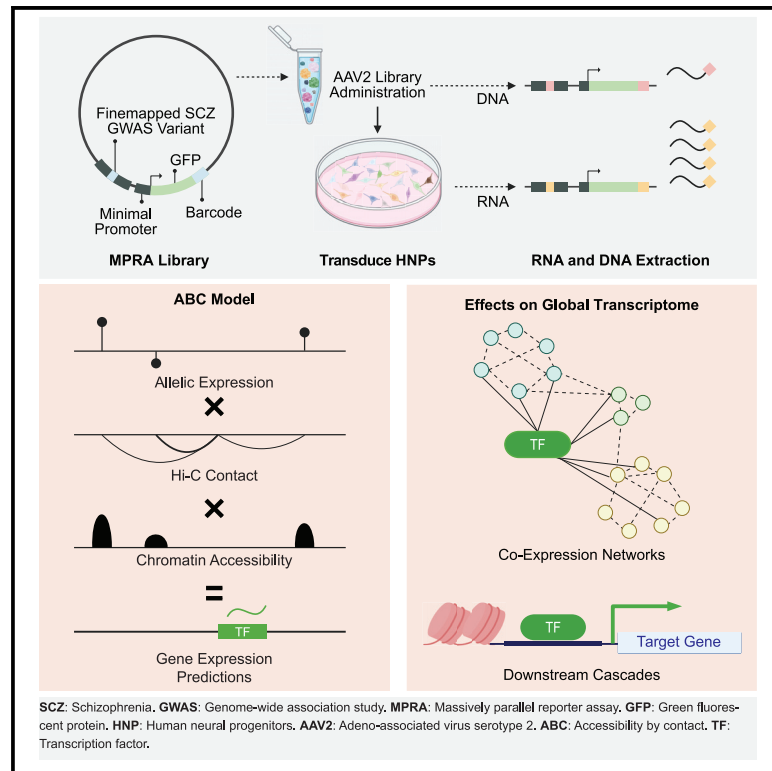 Finemapped SCZ
GWAS Variant
GFP
Minimal
Promoter
Barcode
MPRA Library
AAV2 Library
Administration
Transduce HNPs
DNA
RNA
RNA and DNA Extraction
ABC Model
Allelic Expression
×
Hi-C Contact
×
Chromatin Accessibility
=
TF
Gene Expression
Predictions
Effects on Global Transcriptome
TF
Co-Expression Networks
TF
Target Gene
Downstream Cascades
SCZ: Schizophrenia. GWAS: Genome-wide association study. MPRA: Massively parallel reporter assay. GFP: Green fluores-
cent protein. HNP: Human neural progenitors. AAV2: Adeno-associated virus serotype 2. ABC: Accessibility by contact. TF:
Transcription factor.